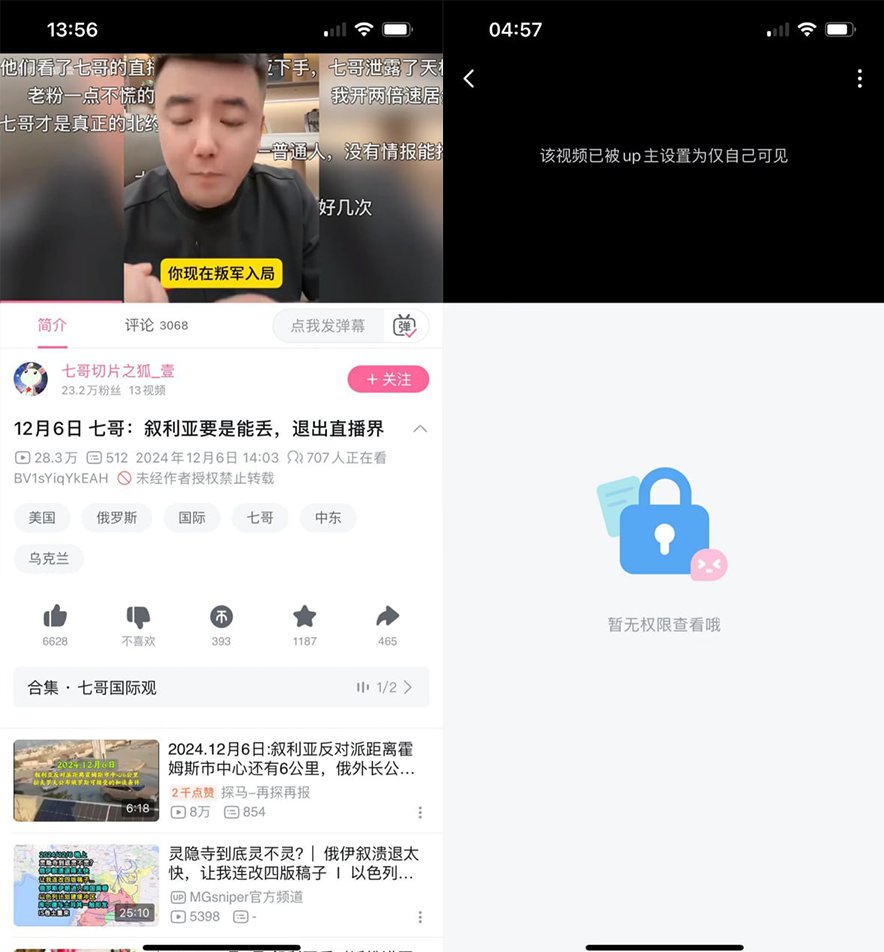 13:56
他们看了七哥的直播
下手，七哥泄露了天机
老粉一点不慌的
我开两倍速居
七哥才是真正的北约
一普通人，没有情报能
好几次
你现在叛军入局
简介
评论 3068
点我发弹幕
弹
七哥切片之狐_壹
23.2万粉丝 13视频
+ 关注
12月6日 七哥：叙利亚要是能丢，退出直播界
28.3万 512 2024年12月6日 14:03 707人正在看
BV1sYiqYkEAH 未经作者授权禁止转载
美国
俄罗斯
国际
七哥
中东
乌克兰
6628
不喜欢
393
1187
465
合集 · 七哥国际观
1/2
2024.12月6日
6:18
2024.12月6日:叙利亚反对派距离霍
姆斯市中心还有6公里，俄外长公...
2千点赞 探马-再探再报
8万 854
25:10
灵隐寺到底灵不灵？| 俄伊叙溃退太
快，让我连改四版稿子 I 以色列...
UP MGsniper官方频道
5398 -
04:57
该视频已被up主设置为仅自己可见
暂无权限查看哦